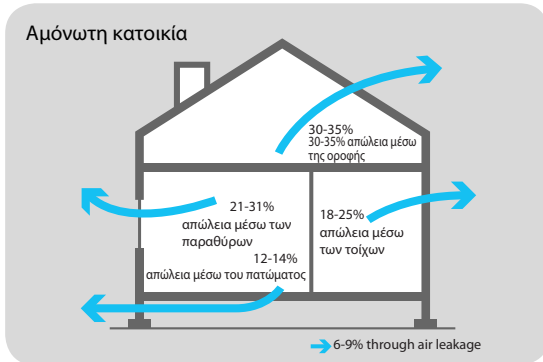 Αμόνωτη κατοικία
30-35%
30-35% απώλεια μέσω
της οροφής
21-31%
απώλεια μέσω των
παραθύρων
18-25%
απώλεια μέσω
των τοίχων
12-14%
απώλεια μέσω του πατώματος
6-9% through air leakage